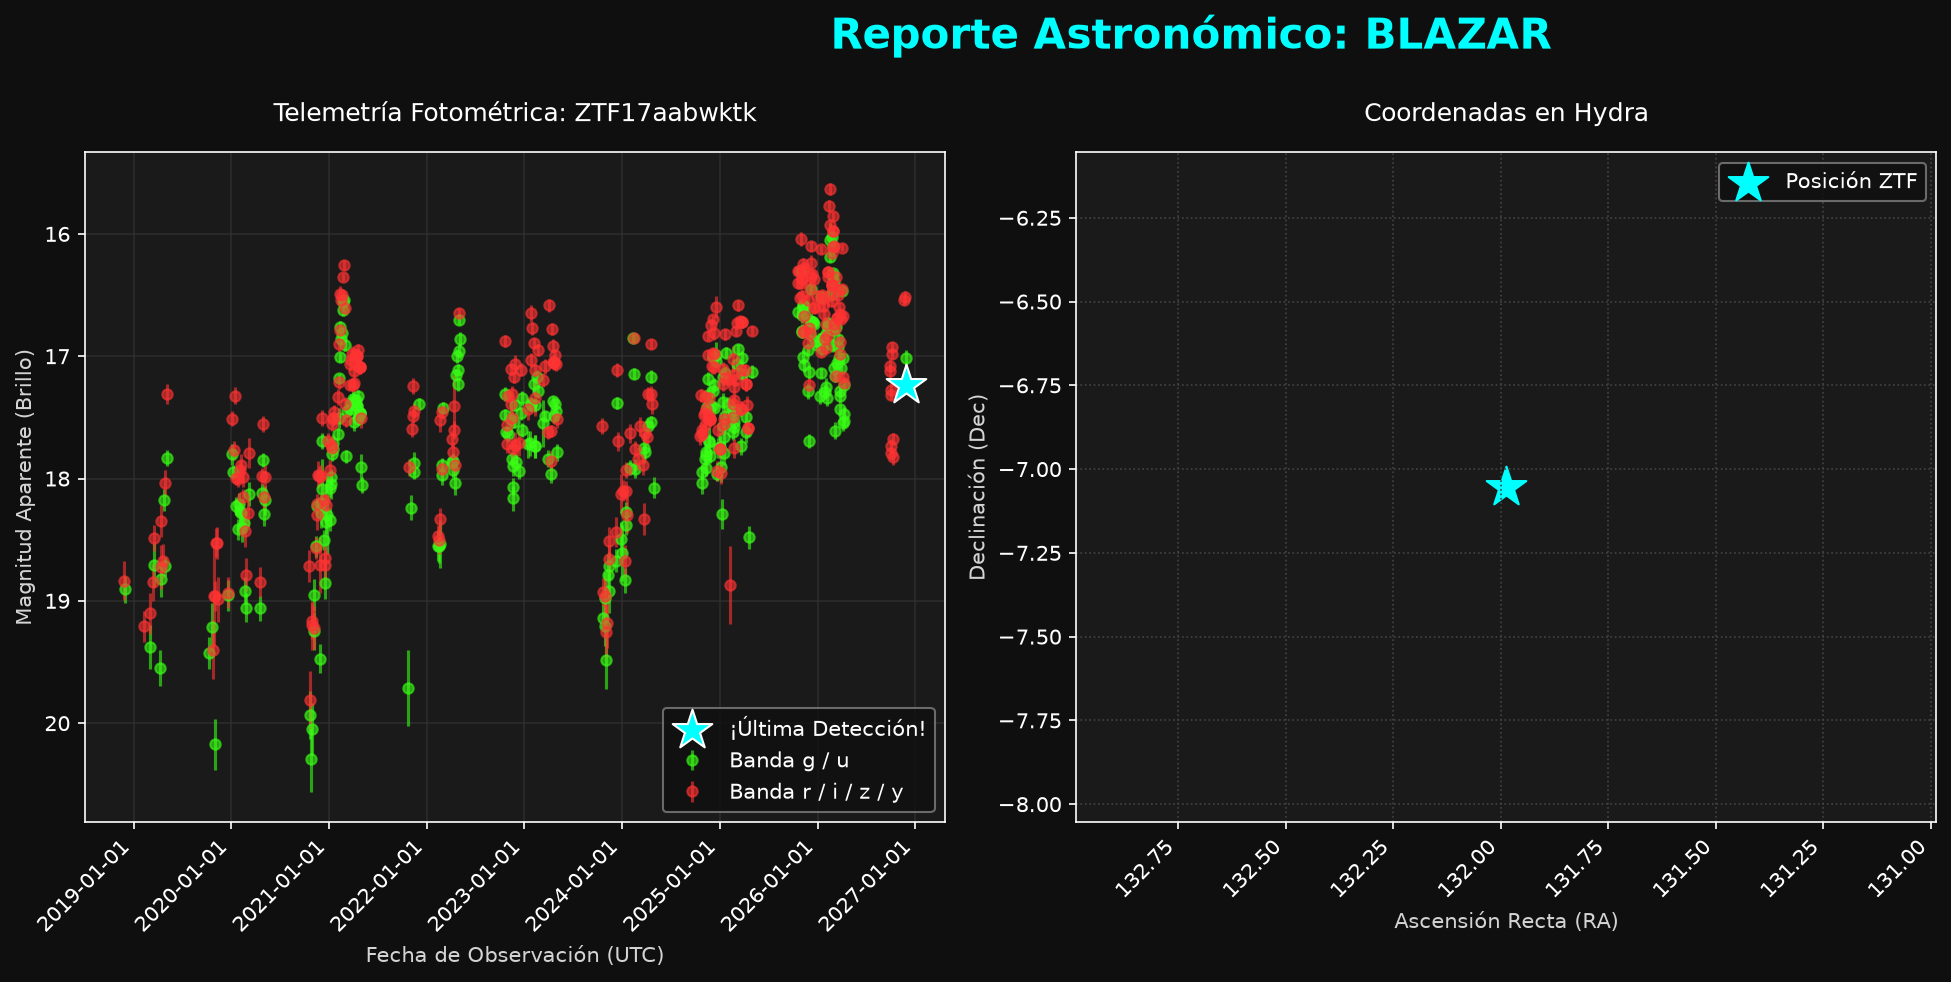 Reporte Astronómico: BLAZAR
Telemetría Fotométrica: ZTF17aabwktk
Magnitud Aparente (Brillo)
16
17
18
19
20
¡Última Detección!
Banda g / u
Banda r / i / z / y
2019-01-01
2020-01-01
2021-01-01
2022-01-01
2023-01-01
2024-01-01
2025-01-01
2026-01-01
2027-01-01
Fecha de Observación (UTC)
Coordenadas en Hydra
Posición ZTF
Declinación (Dec)
−6.25
−6.50
−6.75
−7.00
−7.25
−7.50
−7.75
−8.00
132.75
132.50
132.25
132.00
131.75
131.50
131.25
131.00
Ascensión Recta (RA)